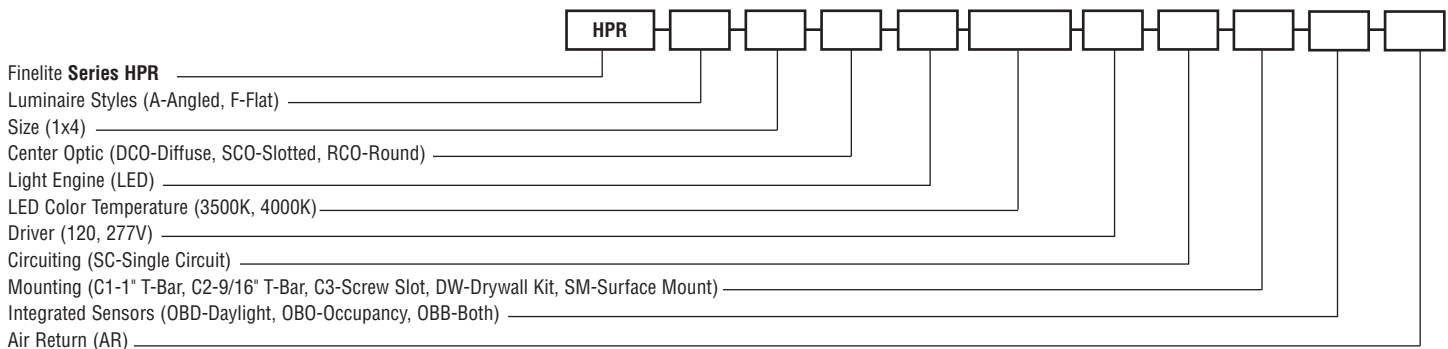 HPR
Finelite Series HPR
Luminaire Styles (A-Angled, F-Flat)
Size (1x4)
Center Optic (DCO-Diffuse, SCO-Slotted, RCO-Round)
Light Engine (LED)
LED Color Temperature (3500K, 4000K)
Driver (120, 277V)
Circuiting (SC-Single Circuit)
Mounting (C1-1" T-Bar, C2-9/16" T-Bar, C3-Screw Slot, DW-Drywall Kit, SM-Surface Mount)
Integrated Sensors (OBD-Daylight, OBO-Occupancy, OBB-Both)
Air Return (AR)